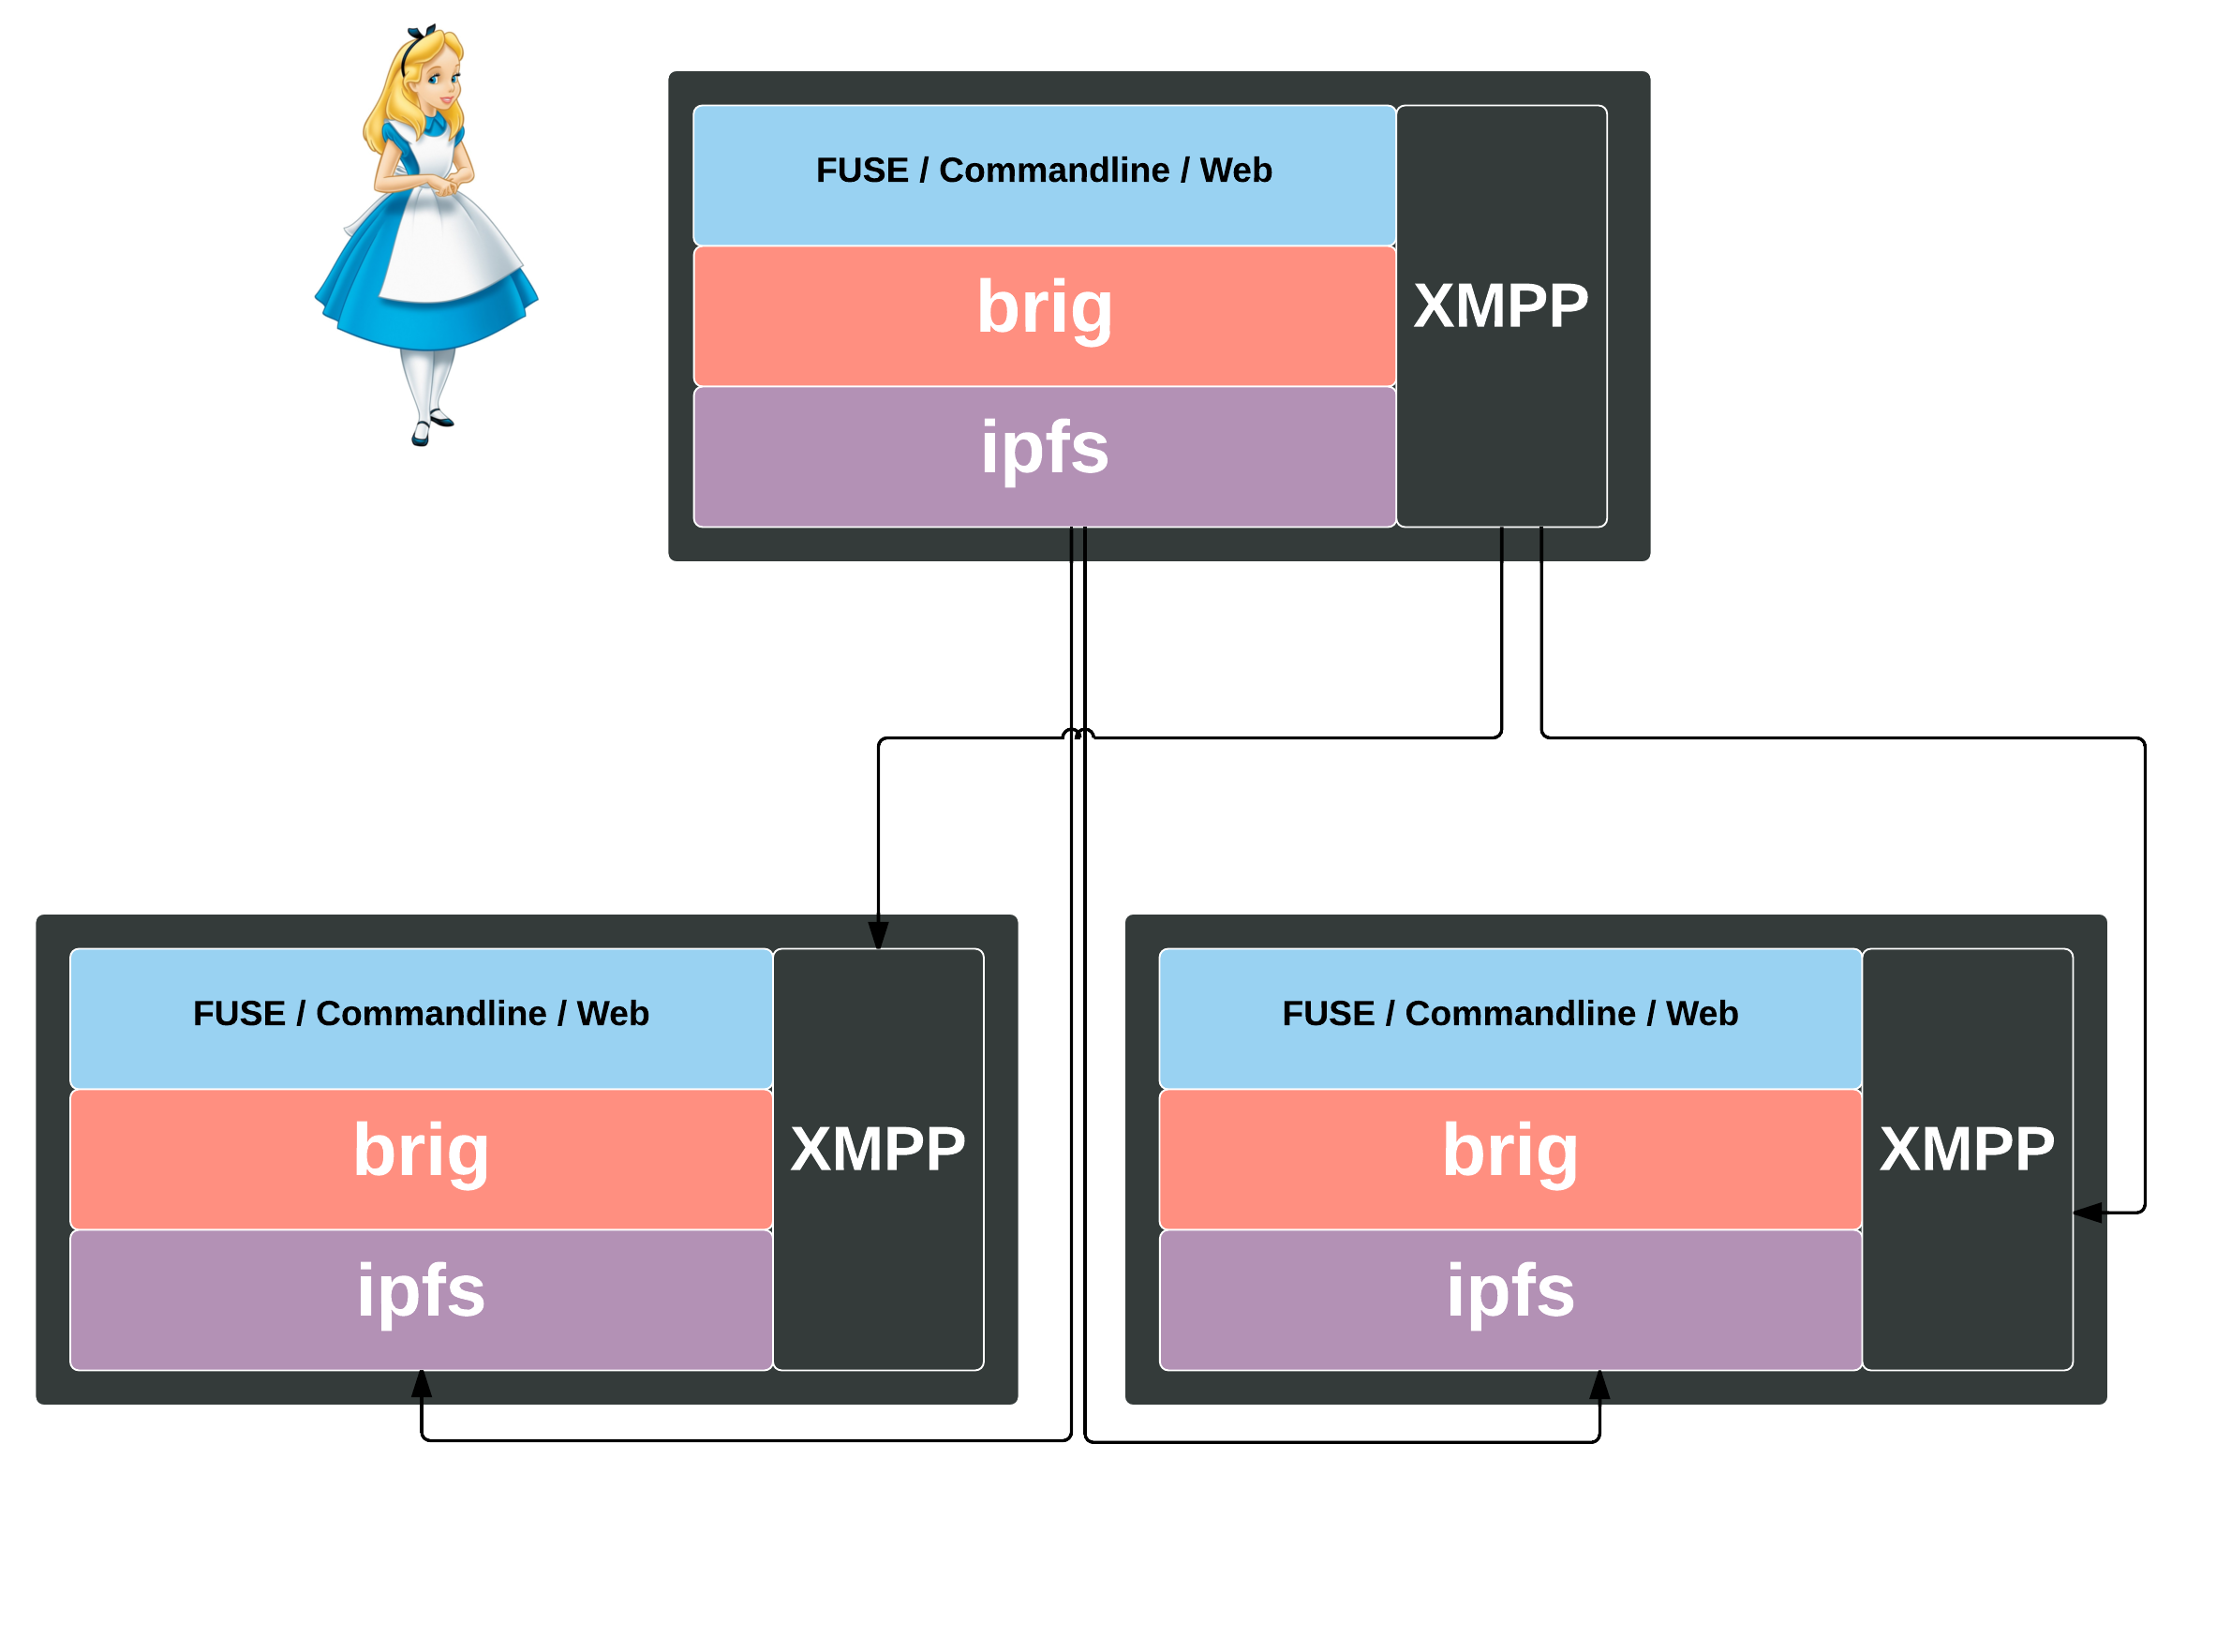 FUSE / Commandline / Web
brig
XMPP
ipfs
FUSE / Commandline / Web
brig
XMPP
ipfs
FUSE / Commandline / Web
brig
XMPP
ipfs